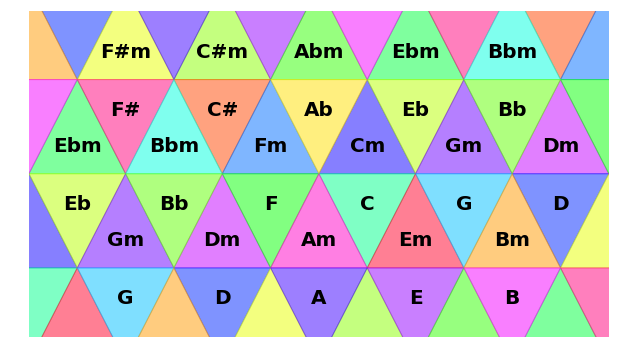 F#m C#m Abm Ebm Bbm
F# C# Ab Eb Bb
Ebm Bbm Fm Cm Gm Dm
Eb Bb F C G D
Gm Dm Am Em Bm
G D A E B